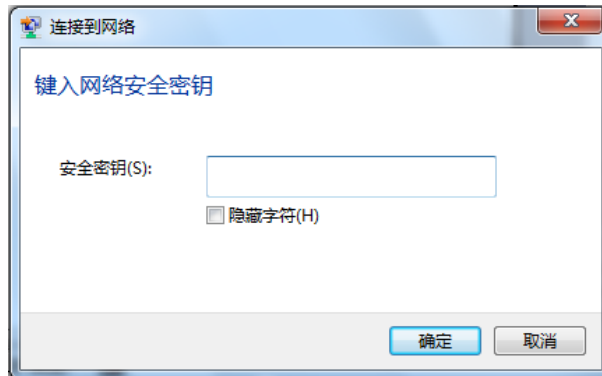 连接到网络
键入网络安全密钥
安全密钥(S):
隐藏字符(H)
确定
取消